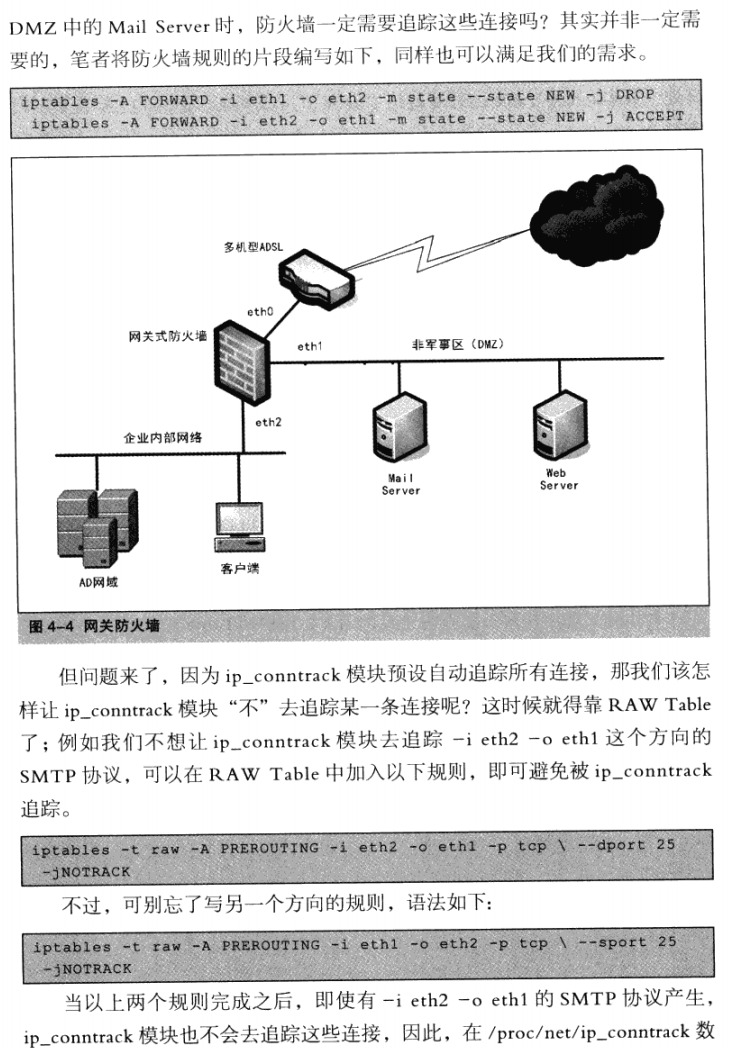 DMZ 中的 Mail Server 时，防火墙一定需要追踪这些连接吗？其实并非一定需
要的，笔者将防火墙规则的片段编写如下，同样也可以满足我们的需求。
iptables -A FORWARD -i eth1 -o eth2 -m state --state NEW -j DROP
iptables -A FORWARD -i eth2 -o eth1 -m state --state NEW -j ACCEPT
多机型ADSL
eth0
网关式防火墙
eth1
非军事区（DMZ）
eth2
企业内部网络
Mail
Server
Web
Server
AD网域
客户端
图 4-4 网关防火墙
但问题来了，因为 ip_conntrack 模块预设自动追踪所有连接，那我们该怎
样让 ip_conntrack 模块“不”去追踪某一条连接呢？这时候就得靠 RAW Table
了；例如我们不想让 ip_conntrack 模块去追踪 -i eth2 -o eth1 这个方向的
SMTP 协议，可以在 RAW Table 中加入以下规则，即可避免被 ip_conntrack
追踪。
iptables -t raw -A PREROUTING -i eth2 -o eth1 -p tcp \ --dport 25
-jNOTRACK
不过，可别忘了写另一个方向的规则，语法如下：
iptables -t raw -A PREROUTING -i eth1 -o eth2 -p tcp \ --sport 25
-jNOTRACK
当以上两个规则完成之后，即使有 -i eth2 -o eth1 的 SMTP 协议产生，
ip_conntrack 模块也不会去追踪这些连接，因此，在 /proc/net/ip_conntrack 数